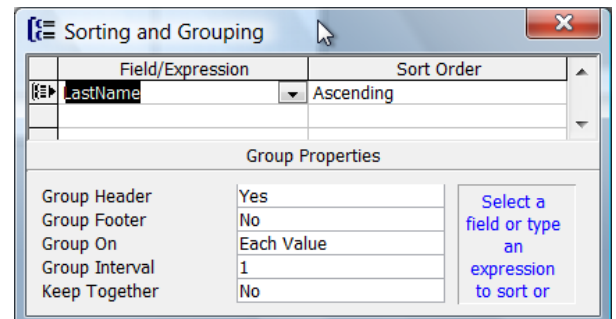 Sorting and Grouping
Field/Expression Sort Order
LastName Ascending
Group Properties
Group Header Yes
Group Footer No
Group On Each Value
Group Interval 1
Keep Together No
Select a
field or type
an
expression
to sort or